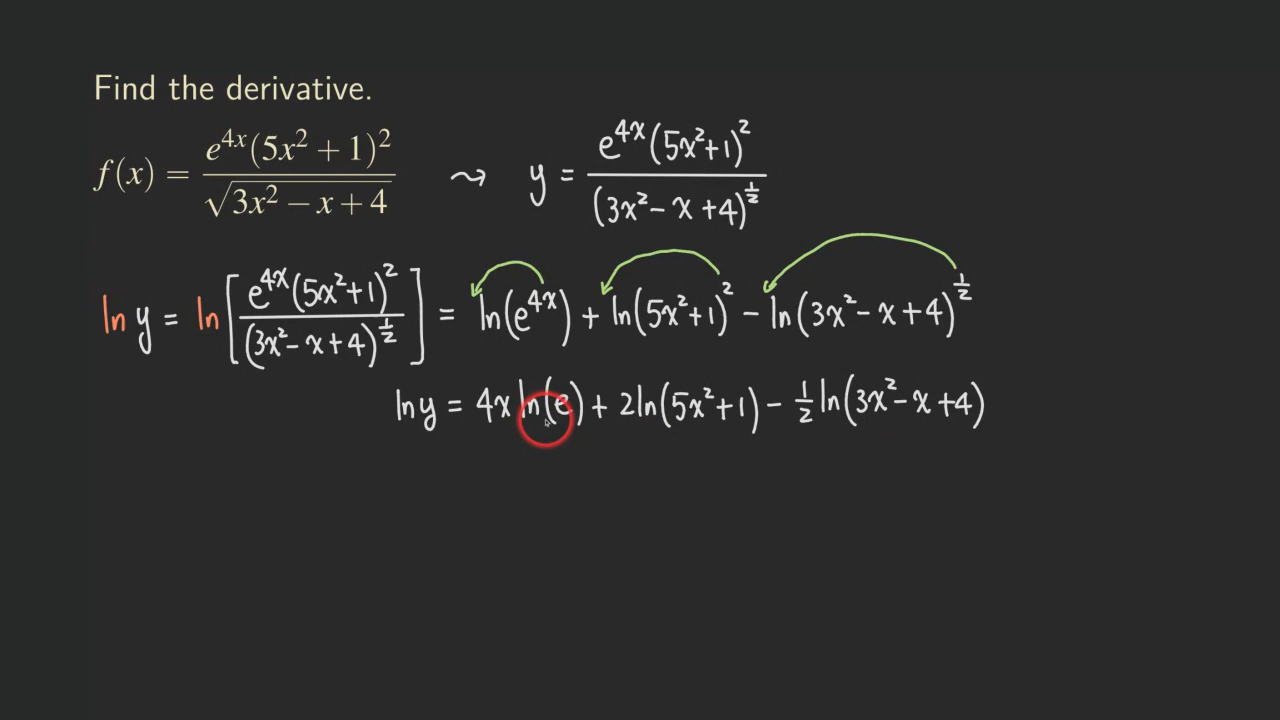 Find the derivative.
f(x) = e^{4x}(5x^2 + 1)^2 / √(3x^2 − x + 4) ⇝ y = e^{4x}(5x^2+1)^2 / (3x^2 − x + 4)^{1/2}
ln y = ln[e^{4x}(5x^2+1)^2 / (3x^2 − x + 4)^{1/2}] = ln(e^{4x}) + ln(5x^2+1)^2 − ln(3x^2 − x + 4)^{1/2}
ln y = 4x ln(e) + 2ln(5x^2+1) − 1/2 ln(3x^2 − x + 4)